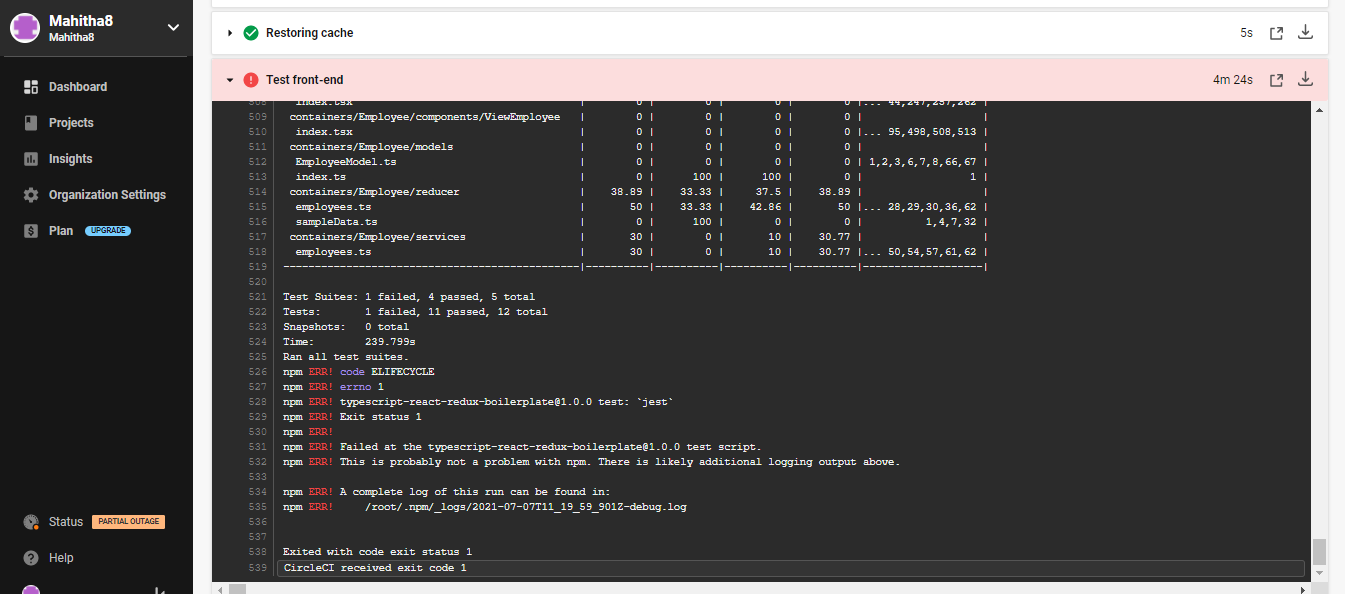 Mahitha8
Mahitha8
Dashboard
Projects
Insights
Organization Settings
Plan UPGRADE
Status PARTIAL OUTAGE
Help
Restoring cache 5s
Test front-end 4m 24s
508 index.tsx | 0 | 0 | 0 | 0 |... 44,247,257,262 |
509 containers/Employee/components/ViewEmployee | 0 | 0 | 0 | 0 | |
510 index.tsx | 0 | 0 | 0 | 0 |... 95,498,508,513 |
511 containers/Employee/models | 0 | 0 | 0 | 0 | |
512 EmployeeModel.ts | 0 | 0 | 0 | 0 | 1,2,3,6,7,8,66,67 |
513 index.ts | 0 | 100 | 100 | 0 | 1 |
514 containers/Employee/reducer | 38.89 | 33.33 | 37.5 | 38.89 | |
515 employees.ts | 50 | 33.33 | 42.86 | 50 |... 28,29,30,36,62 |
516 sampleData.ts | 0 | 100 | 0 | 0 | 1,4,7,32 |
517 containers/Employee/services | 30 | 0 | 10 | 30.77 | |
518 employees.ts | 30 | 0 | 10 | 30.77 |... 50,54,57,61,62 |
519 -----------------------------------------------|----------|----------|----------|----------|-------------------|
520
521 Test Suites: 1 failed, 4 passed, 5 total
522 Tests: 1 failed, 11 passed, 12 total
523 Snapshots: 0 total
524 Time: 239.799s
525 Ran all test suites.
526 npm ERR! code ELIFECYCLE
527 npm ERR! errno 1
528 npm ERR! typescript-react-redux-boilerplate@1.0.0 test: `jest`
529 npm ERR! Exit status 1
530 npm ERR!
531 npm ERR! Failed at the typescript-react-redux-boilerplate@1.0.0 test script.
532 npm ERR! This is probably not a problem with npm. There is likely additional logging output above.
533
534 npm ERR! A complete log of this run can be found in:
535 npm ERR! /root/.npm/_logs/2021-07-07T11_19_59_901Z-debug.log
536
537
538 Exited with code exit status 1
539 CircleCI received exit code 1